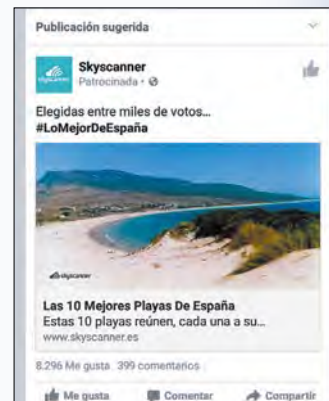 Publicación sugerida
Skyscanner
skyscanner
Patrocinada ·
Elegidas entre miles de votos...
#LoMejorDeEspaña
skyscanner
Las 10 Mejores Playas De España
Estas 10 playas reúnen, cada una a su...
www.skyscanner.es
8.296 Me gusta 399 comentarios
Me gusta Comentar Compartir